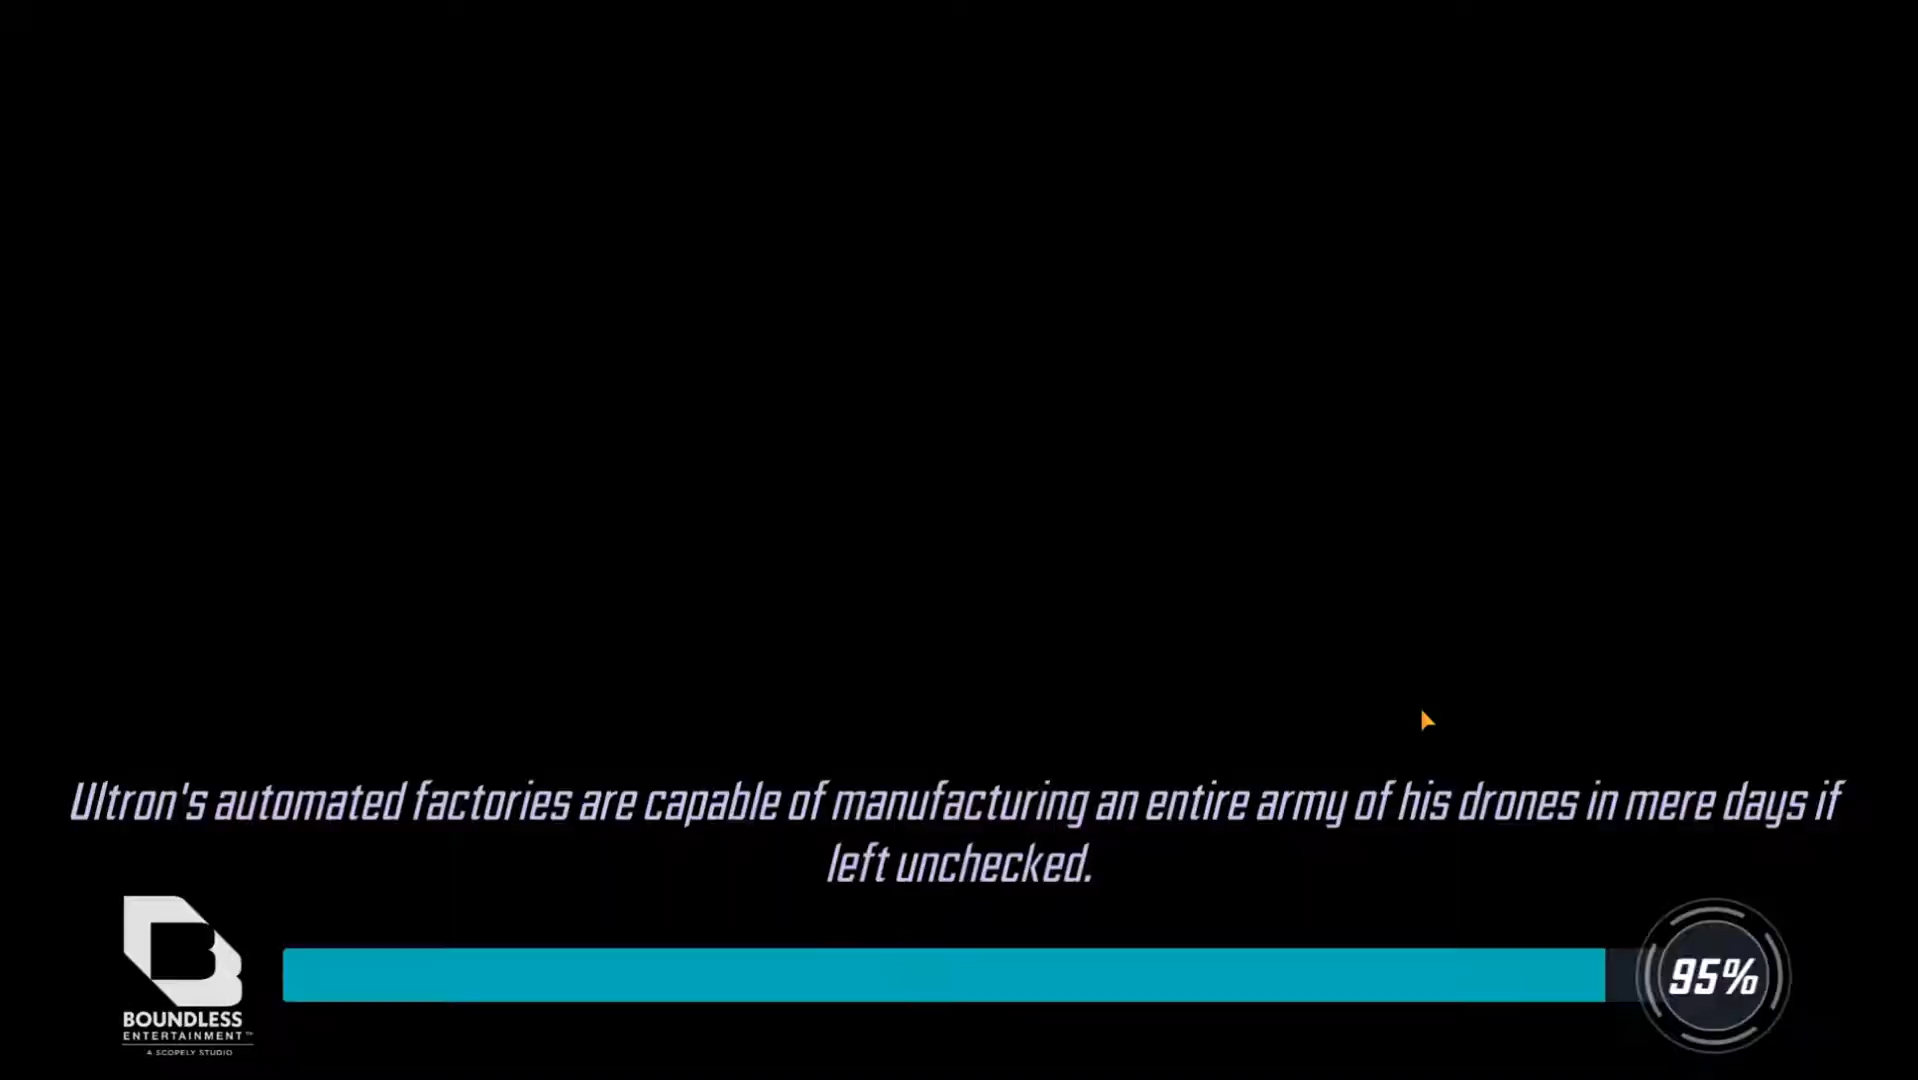 Ultron's automated factories are capable of manufacturing an entire army of his drones in mere days if
left unchecked.
95%
BOUNDLESS
ENTERTAINMENT™
A SCOPELY STUDIO